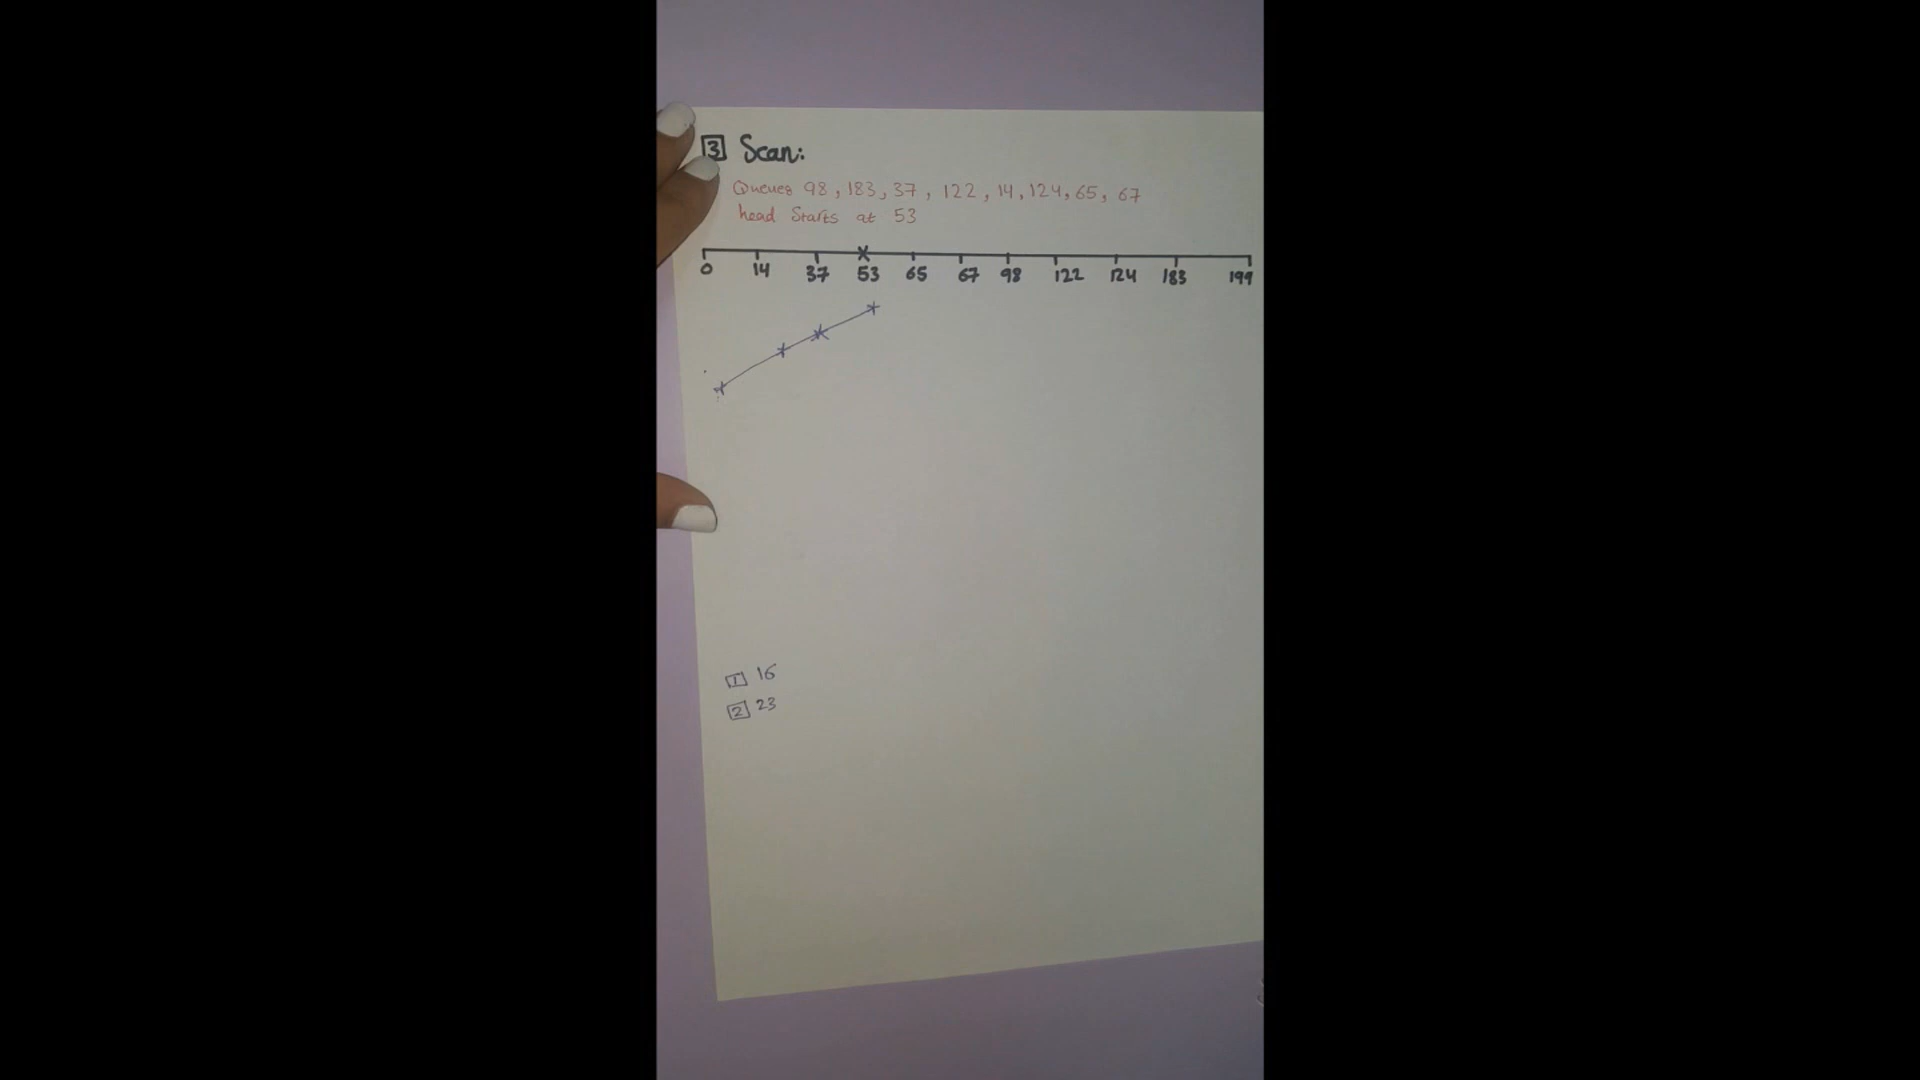 3 Scan:
Queues 98, 183, 37, 122, 14, 124, 65, 67
head Starts at 53
0 14 37 53 65 67 98 122 124 183 199
1 16
2 23